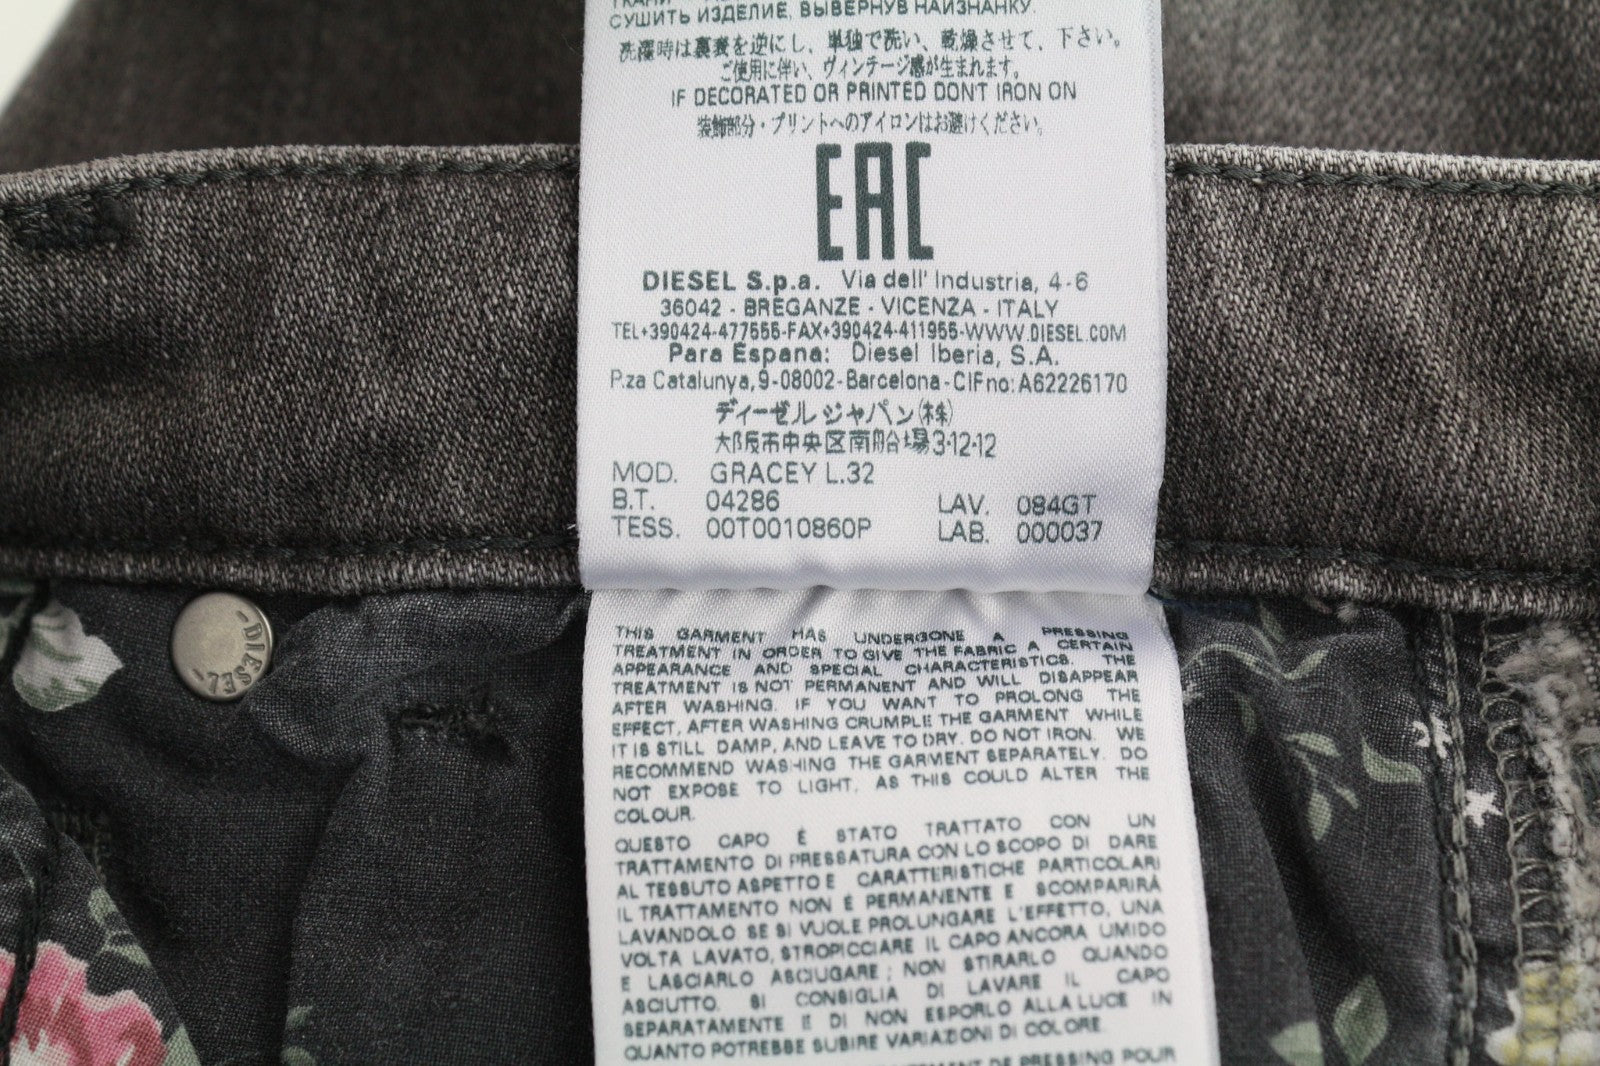 СУШИТЬ ИЗДЕЛИЕ, ВЫВЕРНУВ НАИЗНАНКУ.
洗濯時は裏表を逆にし、単独で洗い、乾燥させて、下さい。
ご使用に伴い、ヴィンテージ感が生まれます。
IF DECORATED OR PRINTED DON'T IRON ON
装飾部分・プリントへのアイロンはお避けください。
EAC
DIESEL S.p.a. Via dell' Industria, 4-6
36042 - BREGANZE - VICENZA - ITALY
TEL+390424-477555-FAX+390424-411955-WWW.DIESEL.COM
Para Espana: Diesel Iberia, S.A.
P.za Catalunya, 9-08002-Barcelona-CIF no: A62226170
ディーゼル ジャパン(株)
大阪市中央区南船場3-12-12
MOD. GRACEY L.32
B.T. 04286 LAV. 084GT
TESS. 00T0010860P LAB. 000037
-DIESEL-
THIS GARMENT HAS UNDERGONE A PRESSING
TREATMENT IN ORDER TO GIVE THE FABRIC A CERTAIN
APPEARANCE AND SPECIAL CHARACTERISTICS. THE
TREATMENT IS NOT PERMANENT AND WILL DISAPPEAR
AFTER WASHING. IF YOU WANT TO PROLONG THE
EFFECT, AFTER WASHING CRUMPLE THE GARMENT WHILE
IT IS STILL DAMP, AND LEAVE TO DRY. DO NOT IRON. WE
RECOMMEND WASHING THE GARMENT SEPARATELY. DO
NOT EXPOSE TO LIGHT, AS THIS COULD ALTER THE
COLOUR.
QUESTO CAPO È STATO TRATTATO CON UN
TRATTAMENTO DI PRESSATURA CON LO SCOPO DI DARE
AL TESSUTO ASPETTO E CARATTERISTICHE PARTICOLARI
IL TRATTAMENTO NON È PERMANENTE E SCOMPARIRÀ
LAVANDOLO SE SI VUOLE PROLUNGARE L'EFFETTO, UNA
VOLTA LAVATO, STROPICCIARE IL CAPO ANCORA UMIDO
E LASCIARLO ASCIUGARE; NON STIRARLO QUANDO
ASCIUTTO. SI CONSIGLIA DI LAVARE IL CAPO
SEPARATAMENTE E DI NON ESPORLO ALLA LUCE IN
QUANTO POTREBBE SUBIRE VARIAZIONI DI COLORE
DE PRESSING POUR